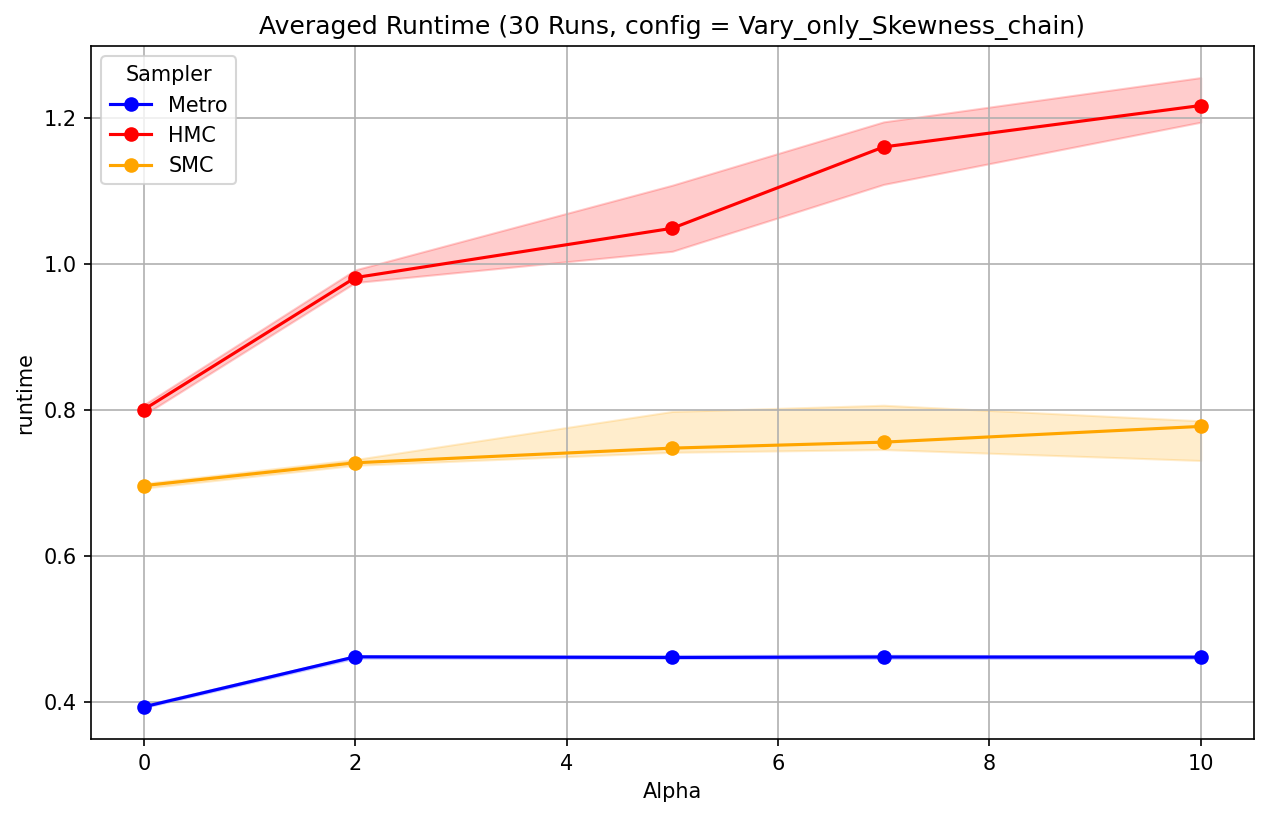 Averaged Runtime (30 Runs, config = Vary_only_Skewness_chain)
Sampler
Metro
HMC
SMC
runtime
1.2
1.0
0.8
0.6
0.4
0 2 4 6 8 10
Alpha